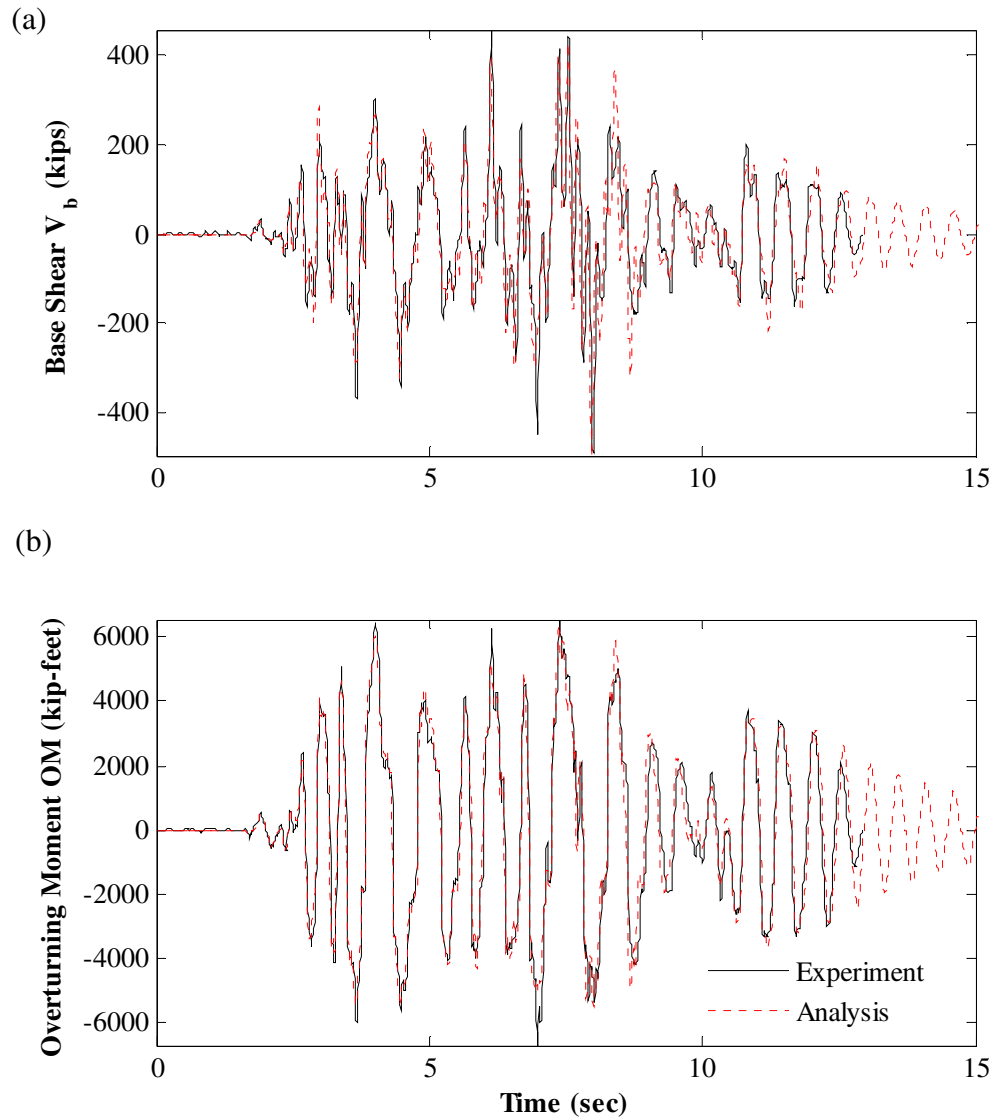 (a)
400
200
0
-200
-400
Base Shear V_b (kips)
0
5
10
15
(b)
6000
4000
2000
0
-2000
-4000
-6000
Overturning Moment OM (kip-feet)
Experiment
Analysis
0
5
10
15
Time (sec)